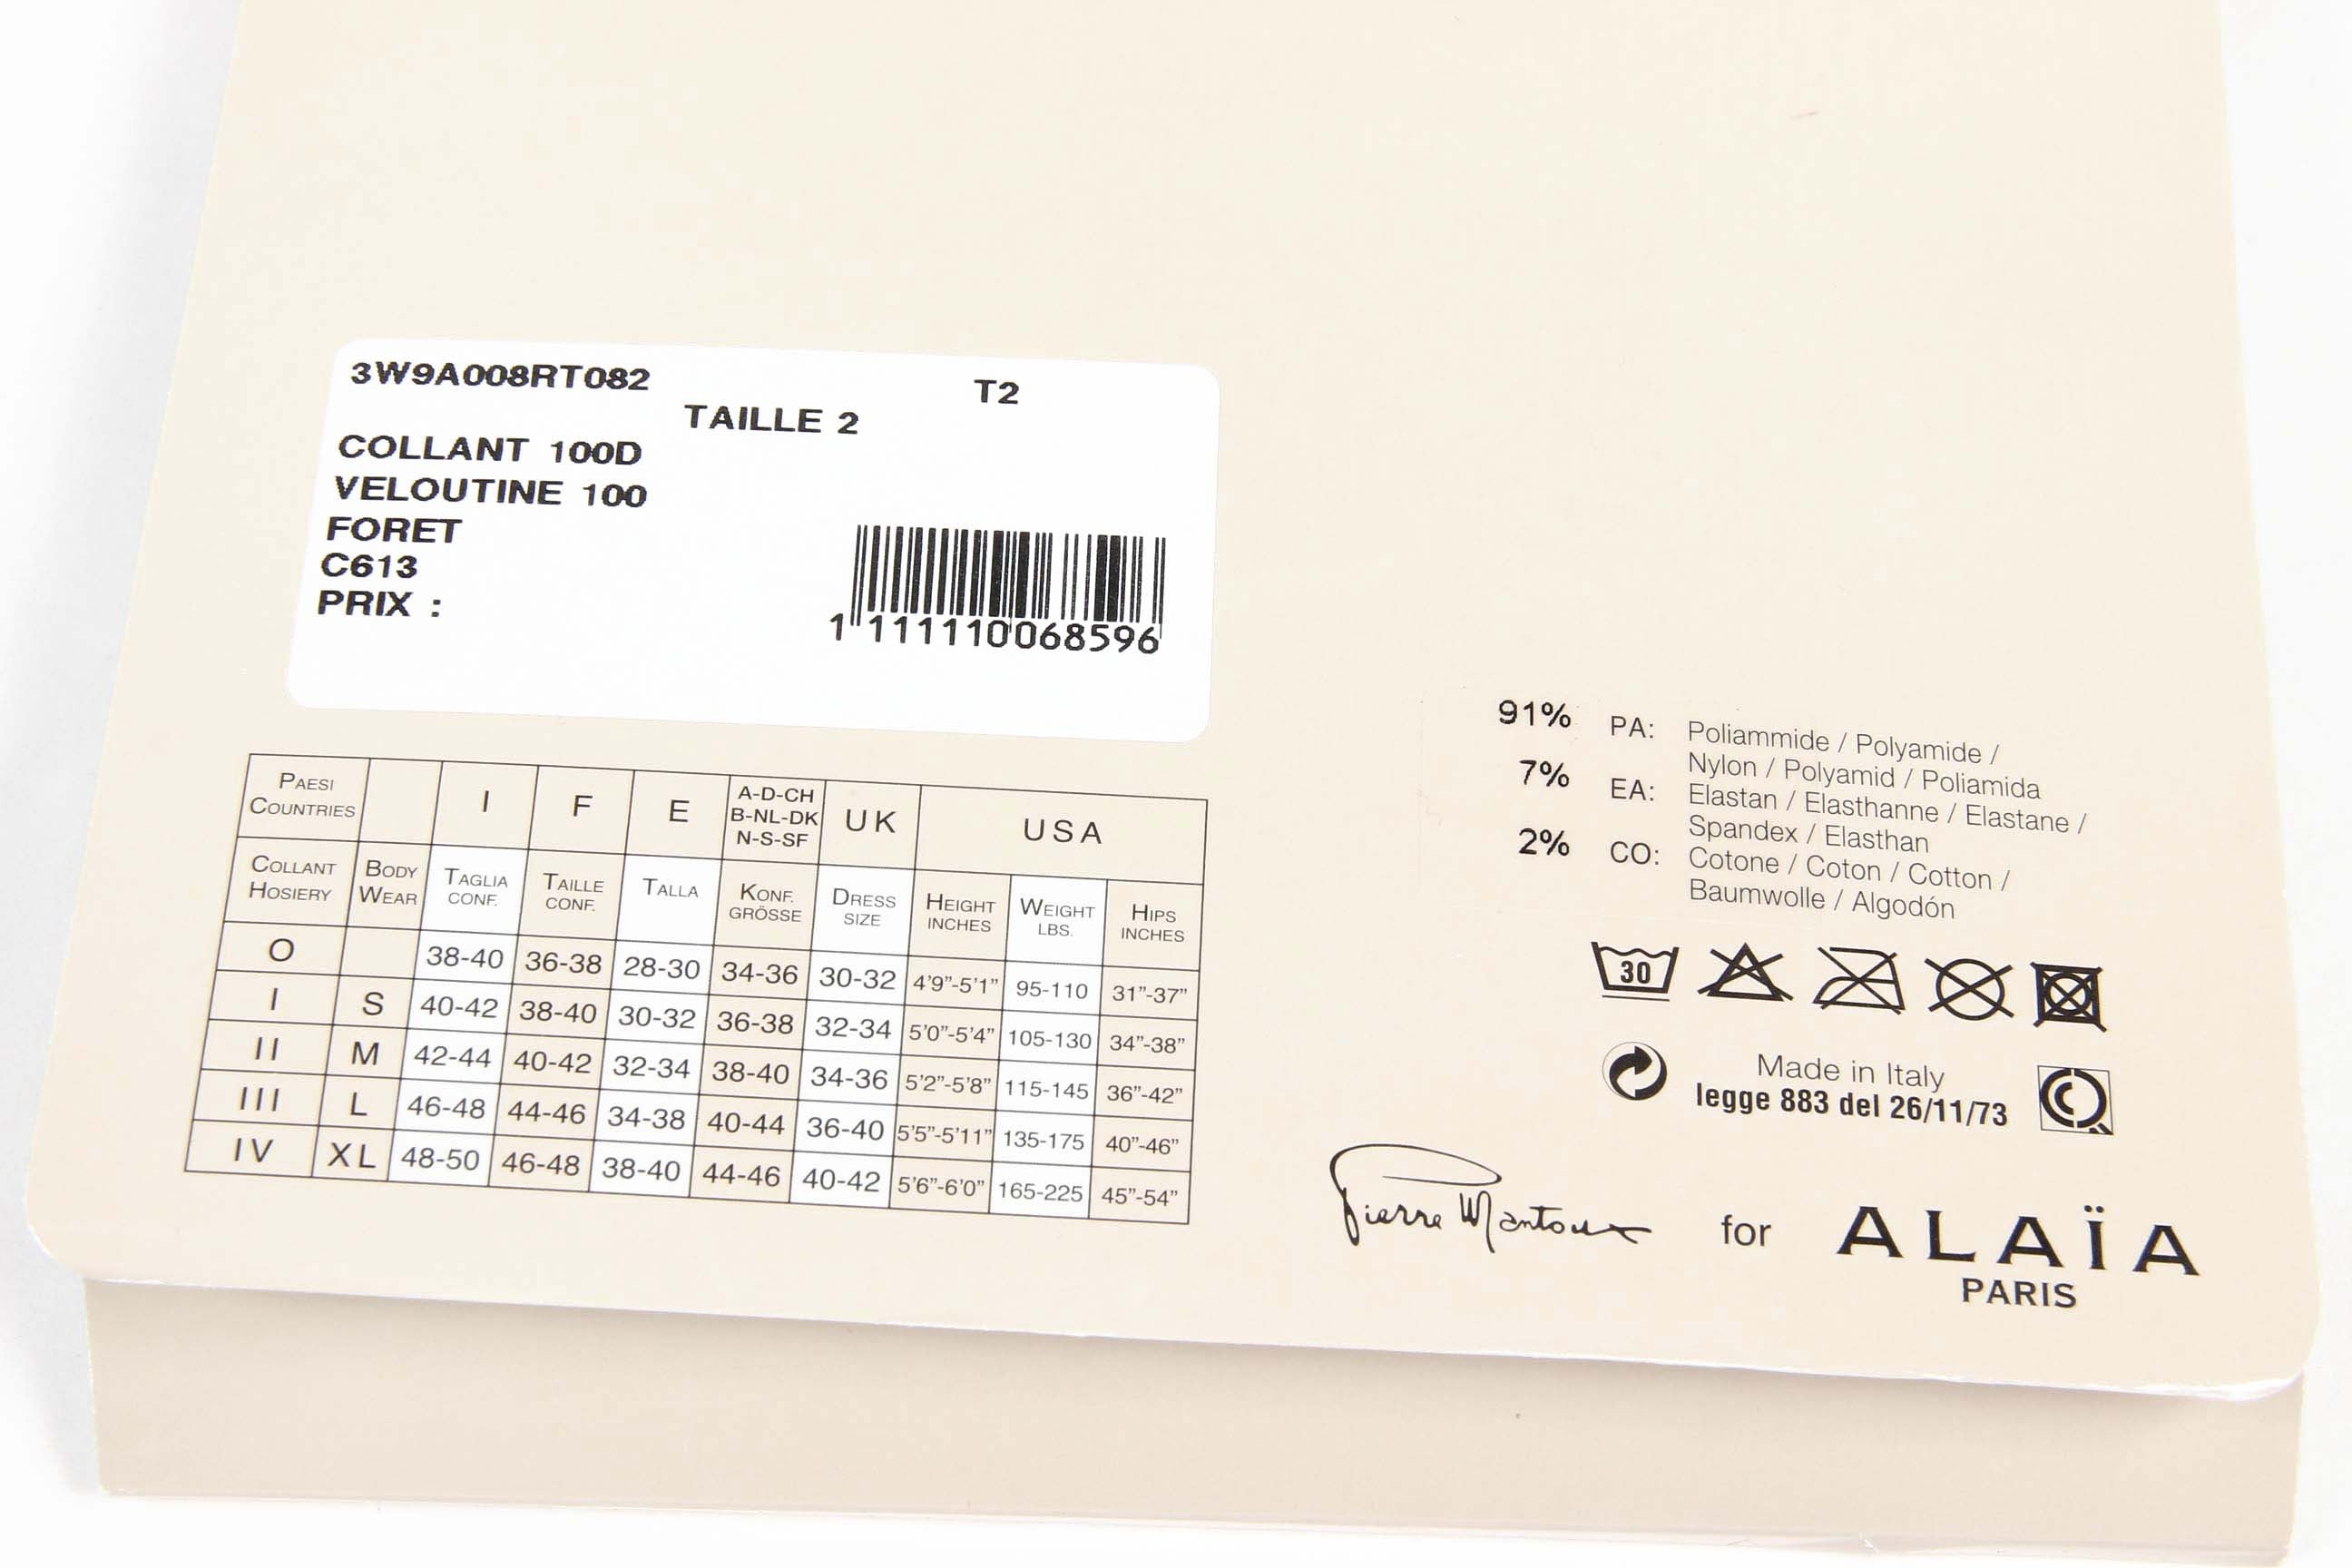 3W9A008RT082 T2
TAILLE 2
COLLANT 100D
VELOUTINE 100
FORET
C613
PRIX :
1 111110 068596
PAESI COUNTRIES I F E A-D-CH B-NL-DK N-S-SF UK USA
COLLANT HOSIERY BODY WEAR TAGLIA CONF. TAILLE CONF. TALLA KONF. GRÖSSE DRESS SIZE HEIGHT INCHES WEIGHT LBS. HIPS INCHES
O 38-40 36-38 28-30 34-36 30-32 4'9"-5'1" 95-110 31"-37"
I S 40-42 38-40 30-32 36-38 32-34 5'0"-5'4" 105-130 34"-38"
II M 42-44 40-42 32-34 38-40 34-36 5'2"-5'8" 115-145 36"-42"
III L 46-48 44-46 34-38 40-44 36-40 5'5"-5'11" 135-175 40"-46"
IV XL 48-50 46-48 38-40 44-46 40-42 5'6"-6'0" 165-225 45"-54"
91% PA: Poliammide / Polyamide /
Nylon / Polyamid / Poliamida
7% EA: Elastan / Elasthanne / Elastane /
Spandex / Elasthan
2% CO: Cotone / Coton / Cotton /
Baumwolle / Algodón
30
Made in Italy
legge 883 del 26/11/73
CQ
Pierre Mantoux for ALAÏA
PARIS